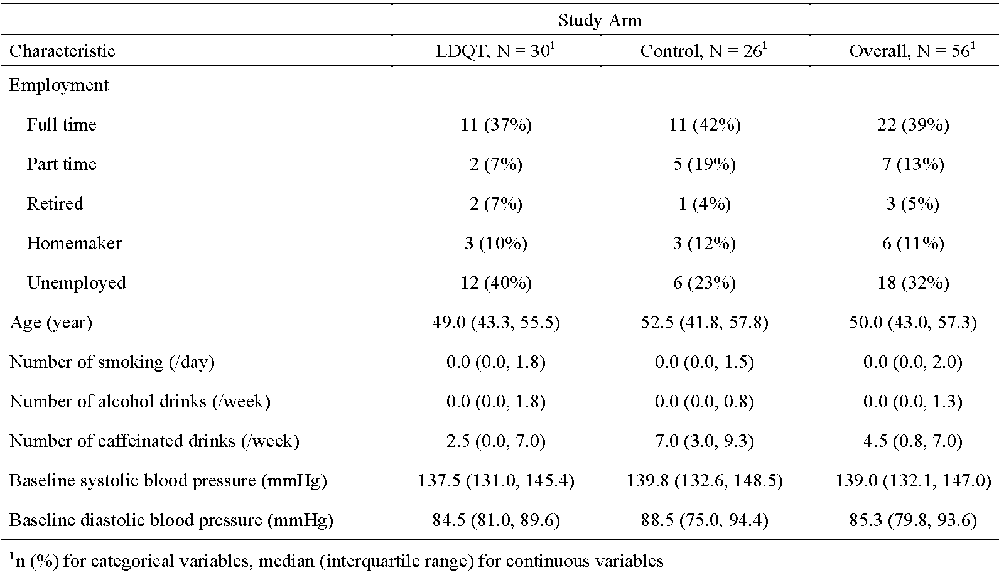 Study Arm
Characteristic LDQT, N = 30¹ Control, N = 26¹ Overall, N = 56¹
Employment
Full time 11 (37%) 11 (42%) 22 (39%)
Part time 2 (7%) 5 (19%) 7 (13%)
Retired 2 (7%) 1 (4%) 3 (5%)
Homemaker 3 (10%) 3 (12%) 6 (11%)
Unemployed 12 (40%) 6 (23%) 18 (32%)
Age (year) 49.0 (43.3, 55.5) 52.5 (41.8, 57.8) 50.0 (43.0, 57.3)
Number of smoking (/day) 0.0 (0.0, 1.8) 0.0 (0.0, 1.5) 0.0 (0.0, 2.0)
Number of alcohol drinks (/week) 0.0 (0.0, 1.8) 0.0 (0.0, 0.8) 0.0 (0.0, 1.3)
Number of caffeinated drinks (/week) 2.5 (0.0, 7.0) 7.0 (3.0, 9.3) 4.5 (0.8, 7.0)
Baseline systolic blood pressure (mmHg) 137.5 (131.0, 145.4) 139.8 (132.6, 148.5) 139.0 (132.1, 147.0)
Baseline diastolic blood pressure (mmHg) 84.5 (81.0, 89.6) 88.5 (75.0, 94.4) 85.3 (79.8, 93.6)
¹n (%) for categorical variables, median (interquartile range) for continuous variables